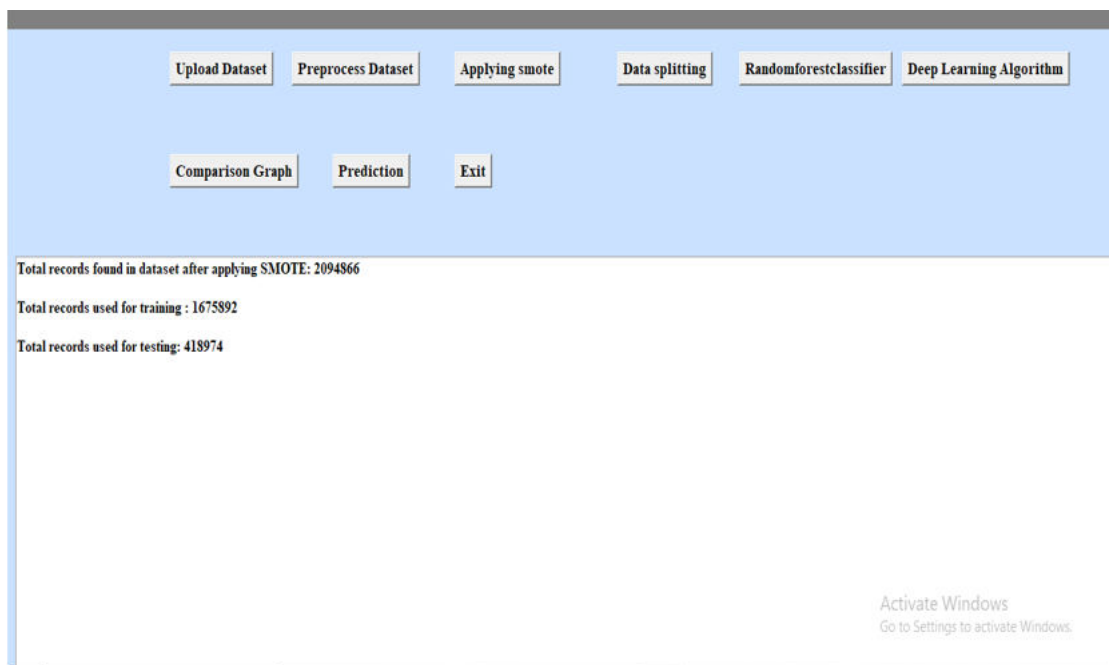 Upload Dataset Preprocess Dataset Applying smote Data splitting Randomforestclassifier Deep Learning Algorithm
Comparison Graph Prediction Exit
Total records found in dataset after applying SMOTE: 2094866
Total records used for training : 1675892
Total records used for testing: 418974
Activate Windows
Go to Settings to activate Windows.